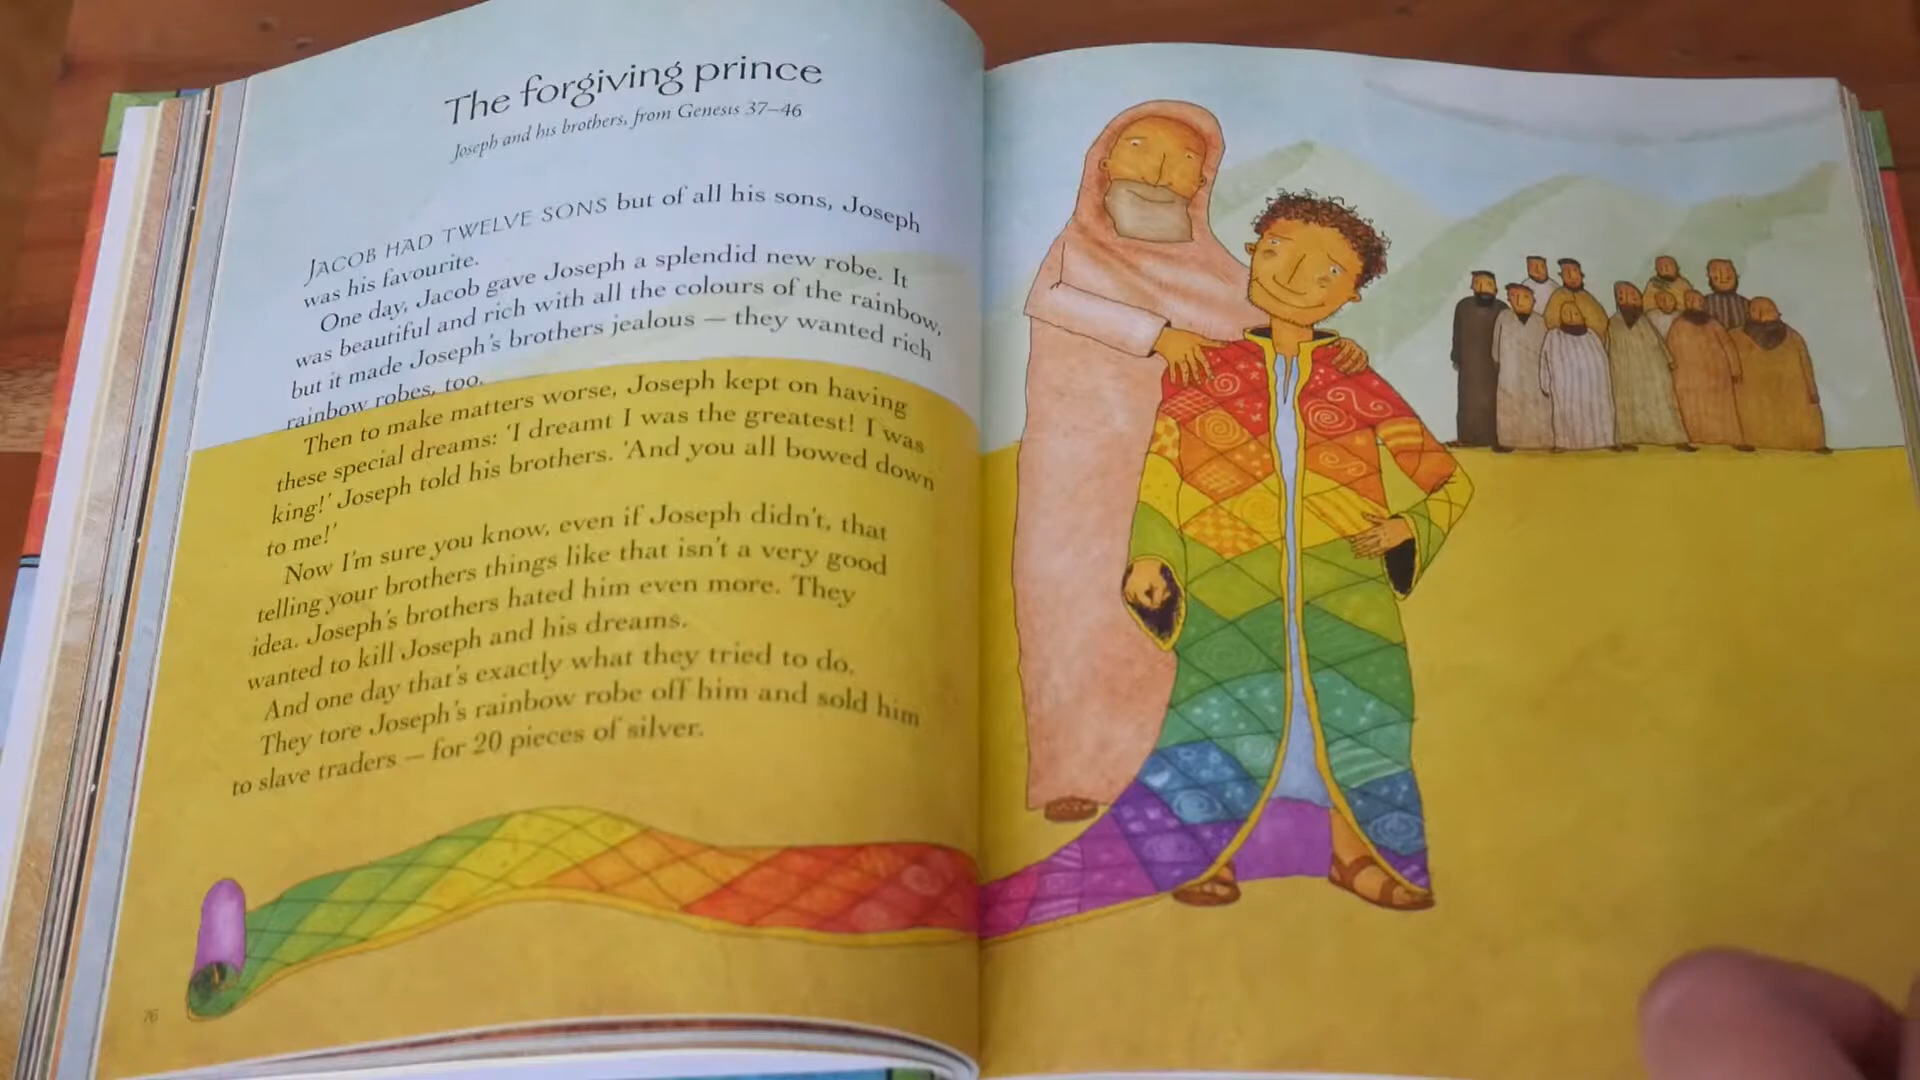 The forgiving prince
Joseph and his brothers, from Genesis 37–46
JACOB HAD TWELVE SONS but of all his sons, Joseph
was his favourite.
One day, Jacob gave Joseph a splendid new robe. It
was beautiful and rich with all the colours of the rainbow,
but it made Joseph's brothers jealous — they wanted rich
rainbow robes, too.
Then to make matters worse, Joseph kept on having
these special dreams: 'I dreamt I was the greatest! I was
king!' Joseph told his brothers. 'And you all bowed down
to me!'
Now I'm sure you know, even if Joseph didn't, that
telling your brothers things like that isn't a very good
idea. Joseph's brothers hated him even more. They
wanted to kill Joseph and his dreams.
And one day that's exactly what they tried to do.
They tore Joseph's rainbow robe off him and sold him
to slave traders — for 20 pieces of silver.
76